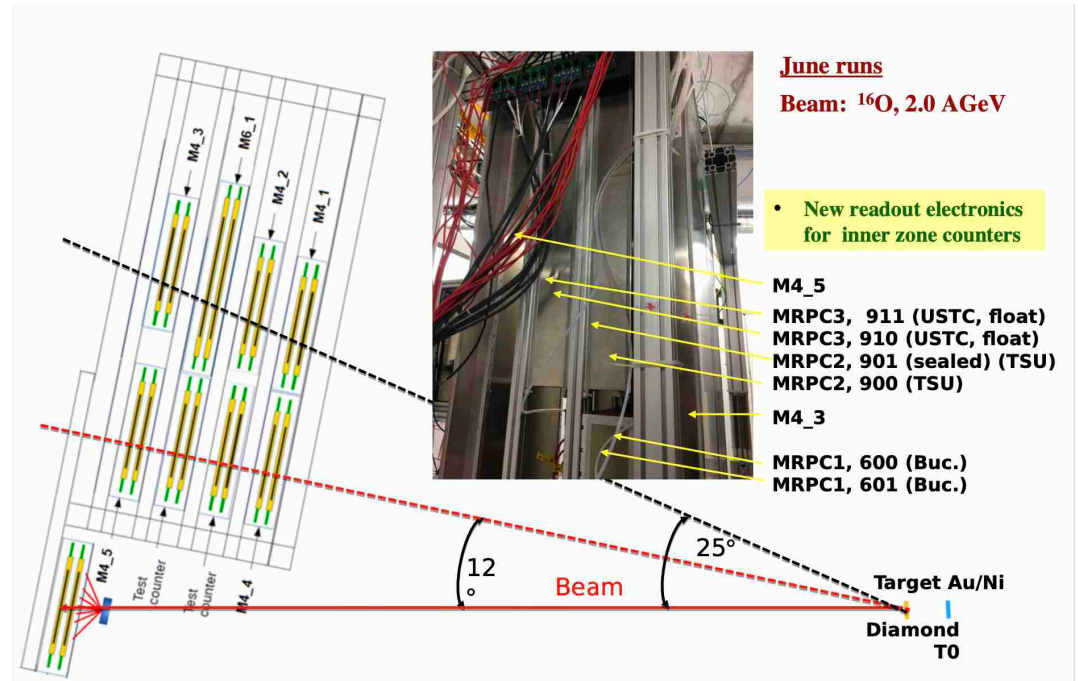 June runs
Beam: ¹⁶O, 2.0 AGeV
• New readout electronics
for inner zone counters
M4_3
M6_1
M4_2
M4_1
M4_5
MRPC3, 911 (USTC, float)
MRPC3, 910 (USTC, float)
MRPC2, 901 (sealed) (TSU)
MRPC2, 900 (TSU)
M4_3
MRPC1, 600 (Buc.)
MRPC1, 601 (Buc.)
M4_5
Test
counter
Test
counter
M4_4
12
°
25°
Beam
Target Au/Ni
Diamond
T0